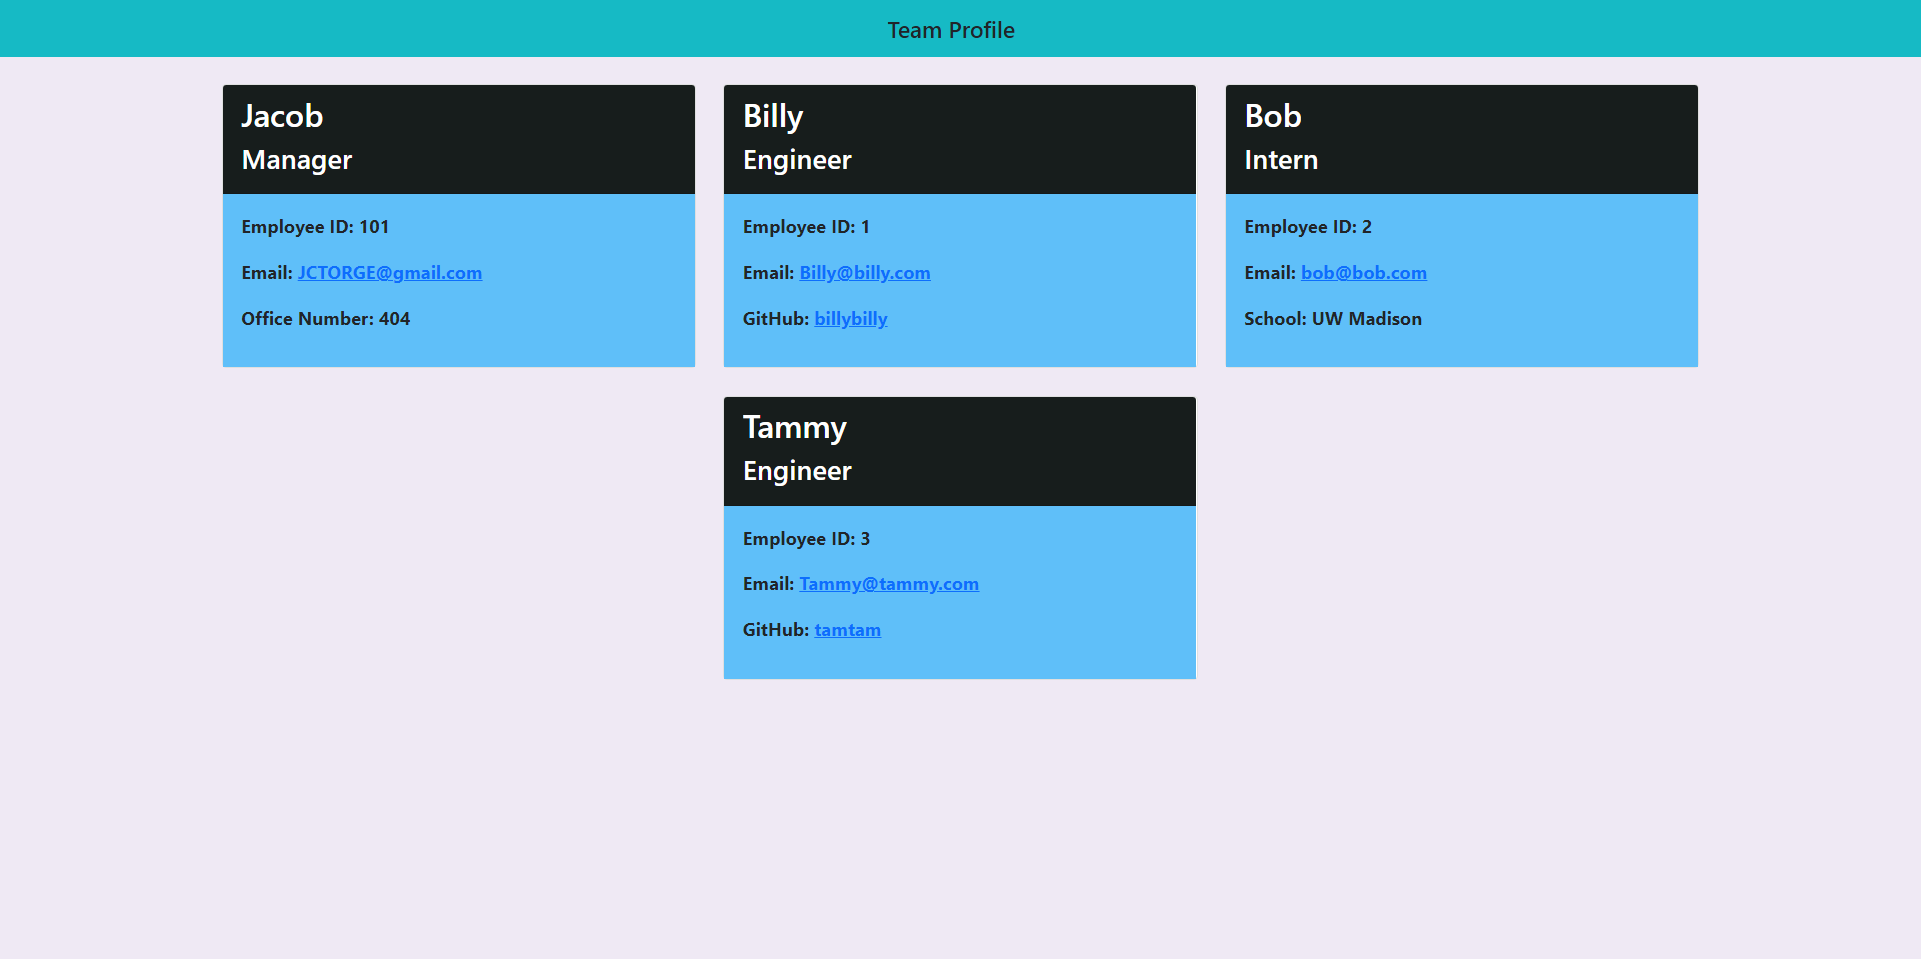 Team Profile
Jacob
Manager
Employee ID: 101
Email: JCTORGE@gmail.com
Office Number: 404
Billy
Engineer
Employee ID: 1
Email: Billy@billy.com
GitHub: billybilly
Bob
Intern
Employee ID: 2
Email: bob@bob.com
School: UW Madison
Tammy
Engineer
Employee ID: 3
Email: Tammy@tammy.com
GitHub: tamtam